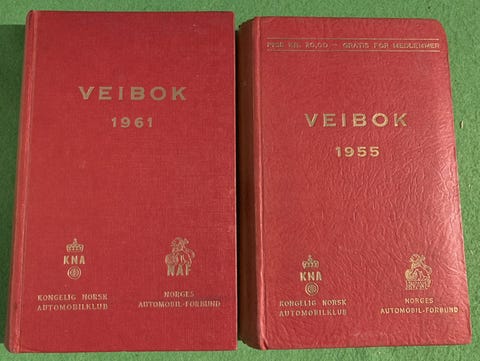 VEIBOK
1961
KNA
KONGELIG NORSK
AUTOMOBILKLUB
NAF
NORGES
AUTOMOBIL-FORBUND
PRIS KR. 20,00 — GRATIS FOR MEDLEMMER
VEIBOK
1955
KNA
KONGELIG NORSK
AUTOMOBILKLUB
NORGES
AUTOMOBIL-FORBUND